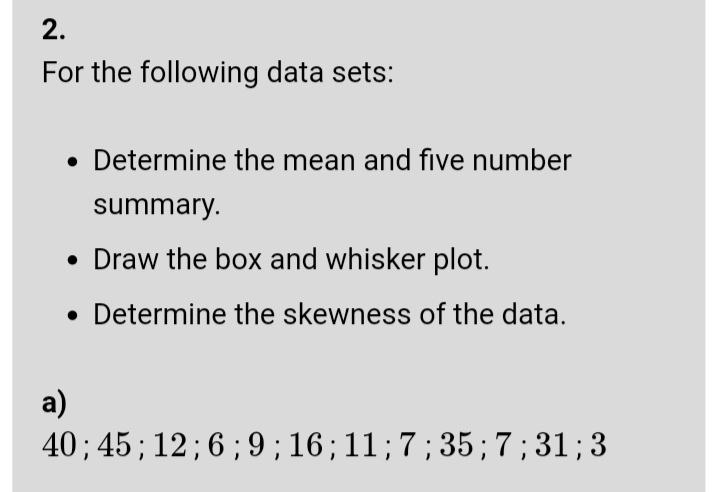 2.
For the following data sets:
• Determine the mean and five number
summary.
• Draw the box and whisker plot.
• Determine the skewness of the data.
a)
40 ; 45 ; 12 ; 6 ; 9 ; 16 ; 11 ; 7 ; 35 ; 7 ; 31 ; 3